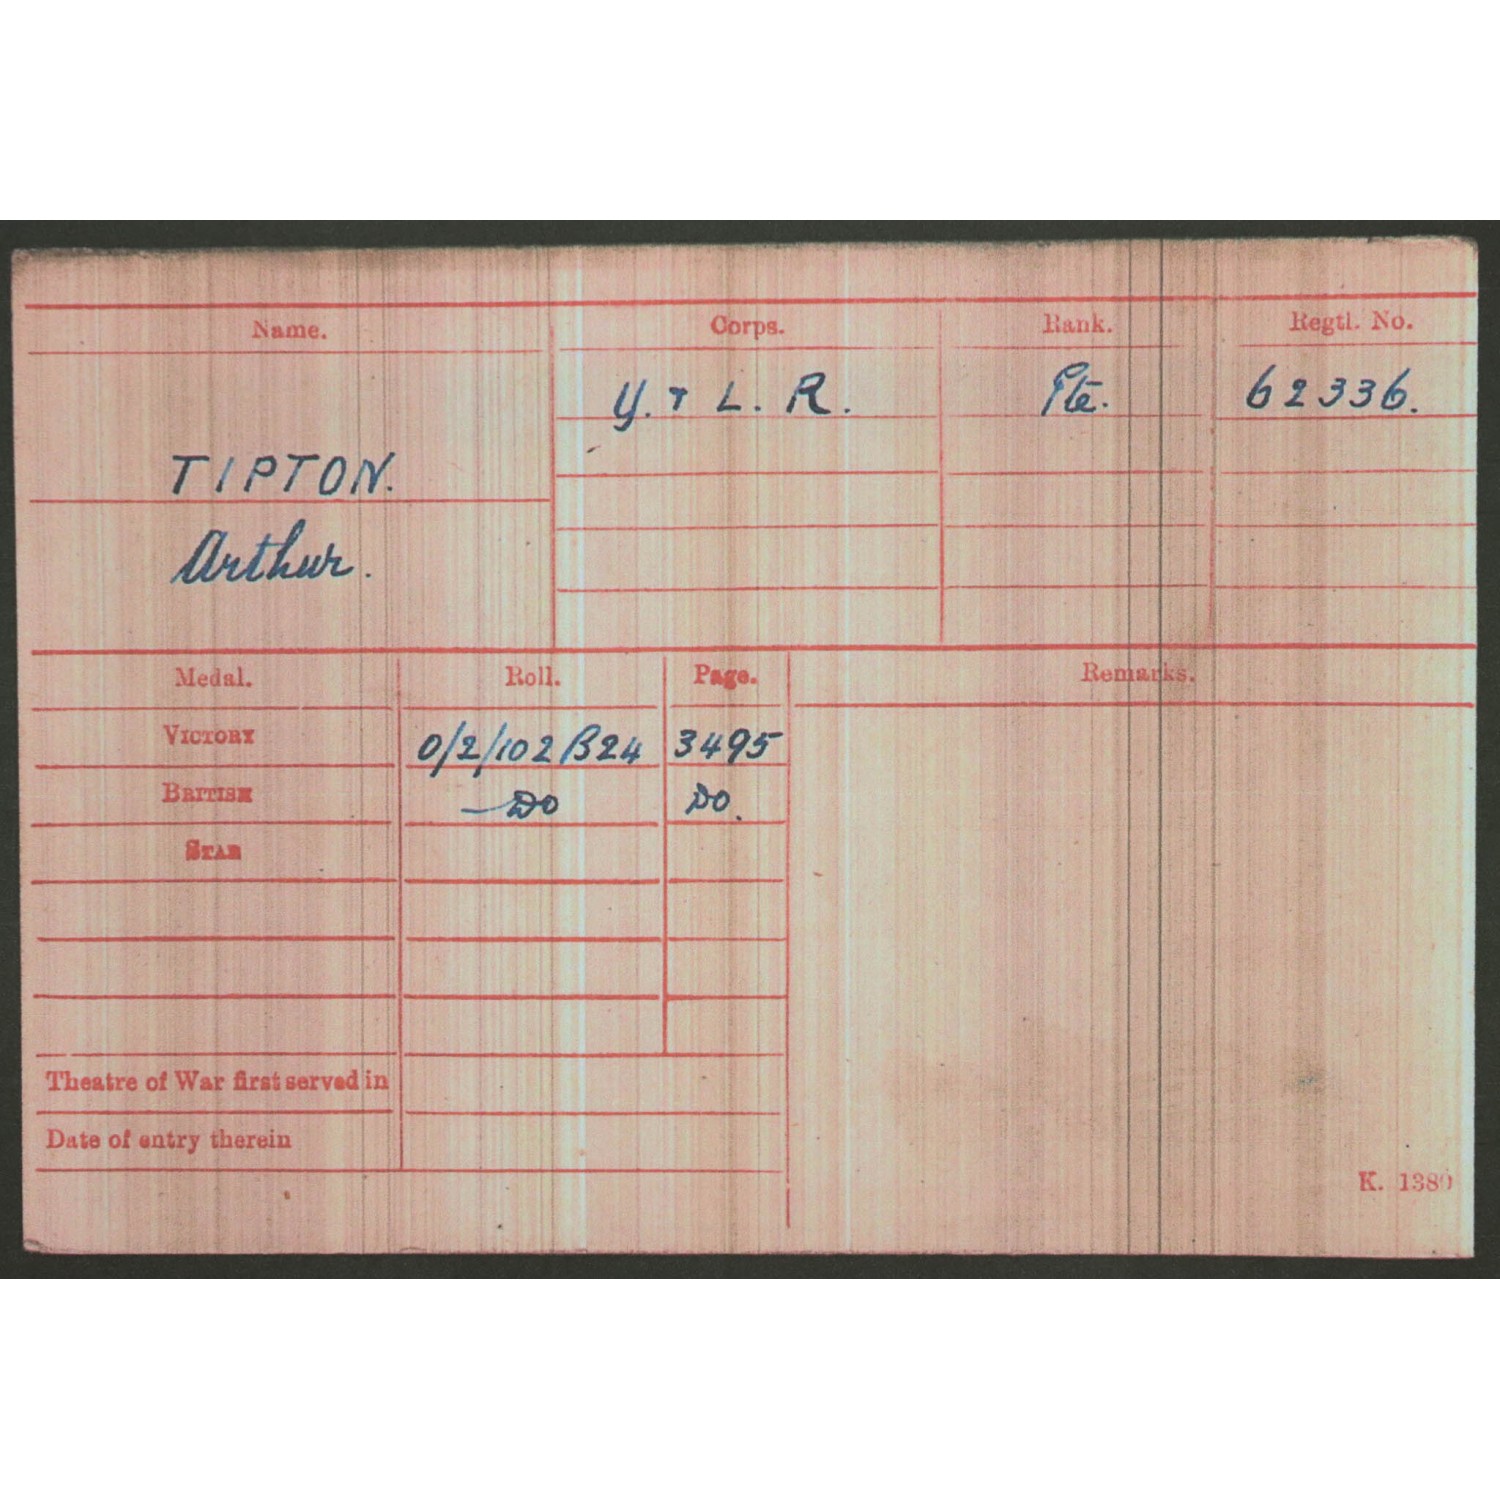 Name. Corps. Rank. Regtl. No.
Y. + L. R. Pte. 62336.
TIPTON.
Arthur.
Medal. Roll. Page. Remarks.
VICTORY O/2/102 B24 3495
BRITISH —DO DO.
STAR
Theatre of War first served in
Date of entry therein
K. 1380